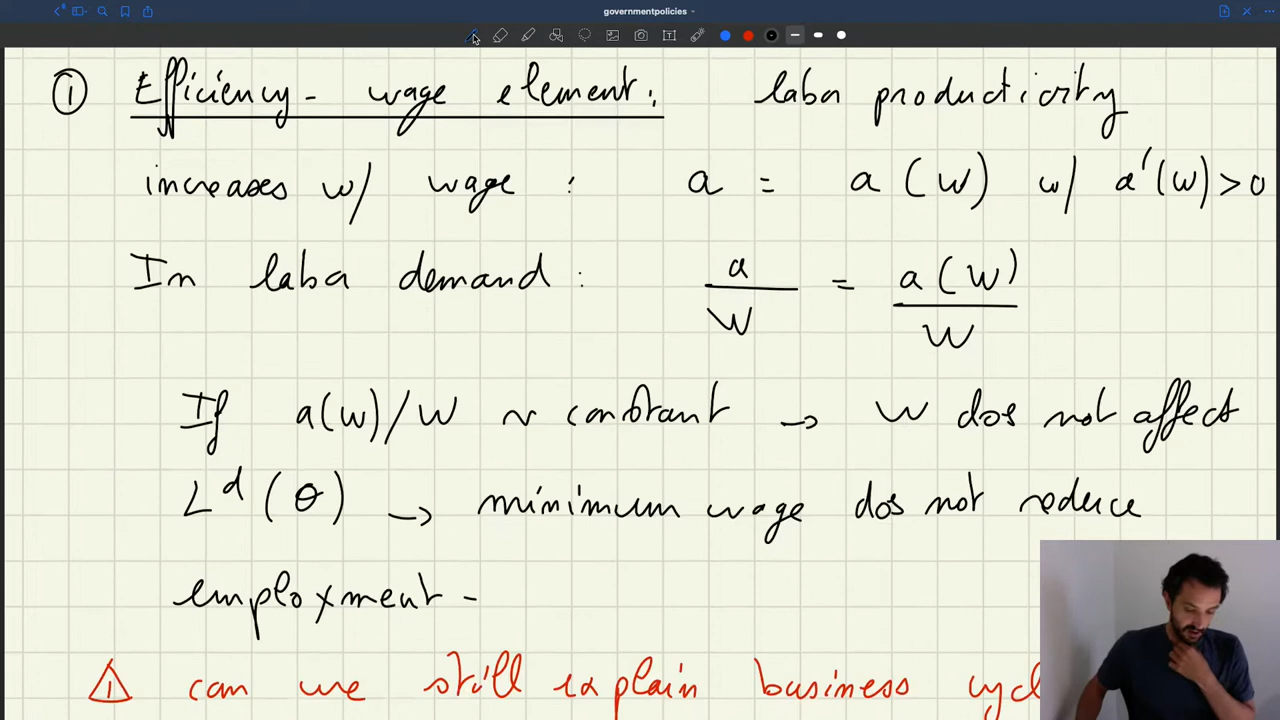 governmentpolicies
① Efficiency - wage element: labor productivity
increases w/ wage : a = a(W) w/ a'(W)>0
In labor demand : a/W = a(W)/W
If a(w)/W ~ constant → W does not affect
L^d(θ) → minimum wage does not reduce
employment -
⚠ can we still explain business cycl